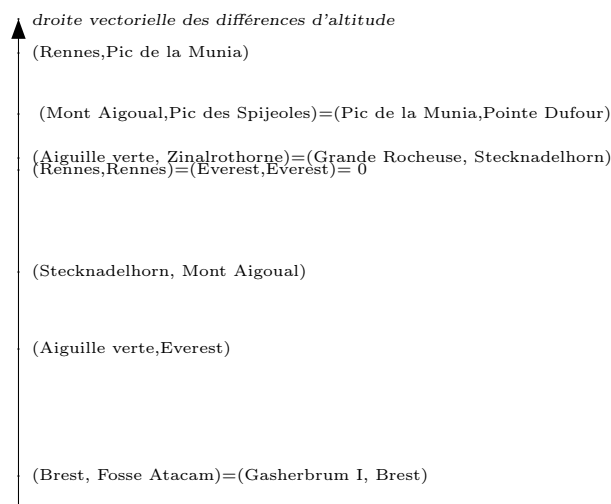 droite vectorielle des différences d'altitude
(Rennes,Pic de la Munia)
(Mont Aigoual,Pic des Spijeoles)=(Pic de la Munia,Pointe Dufour)
(Aiguille verte, Zinalrothorne)=(Grande Rocheuse, Stecknadelhorn)
(Rennes,Rennes)=(Everest,Everest)= 0
(Stecknadelhorn, Mont Aigoual)
(Aiguille verte,Everest)
(Brest, Fosse Atacam)=(Gasherbrum I, Brest)